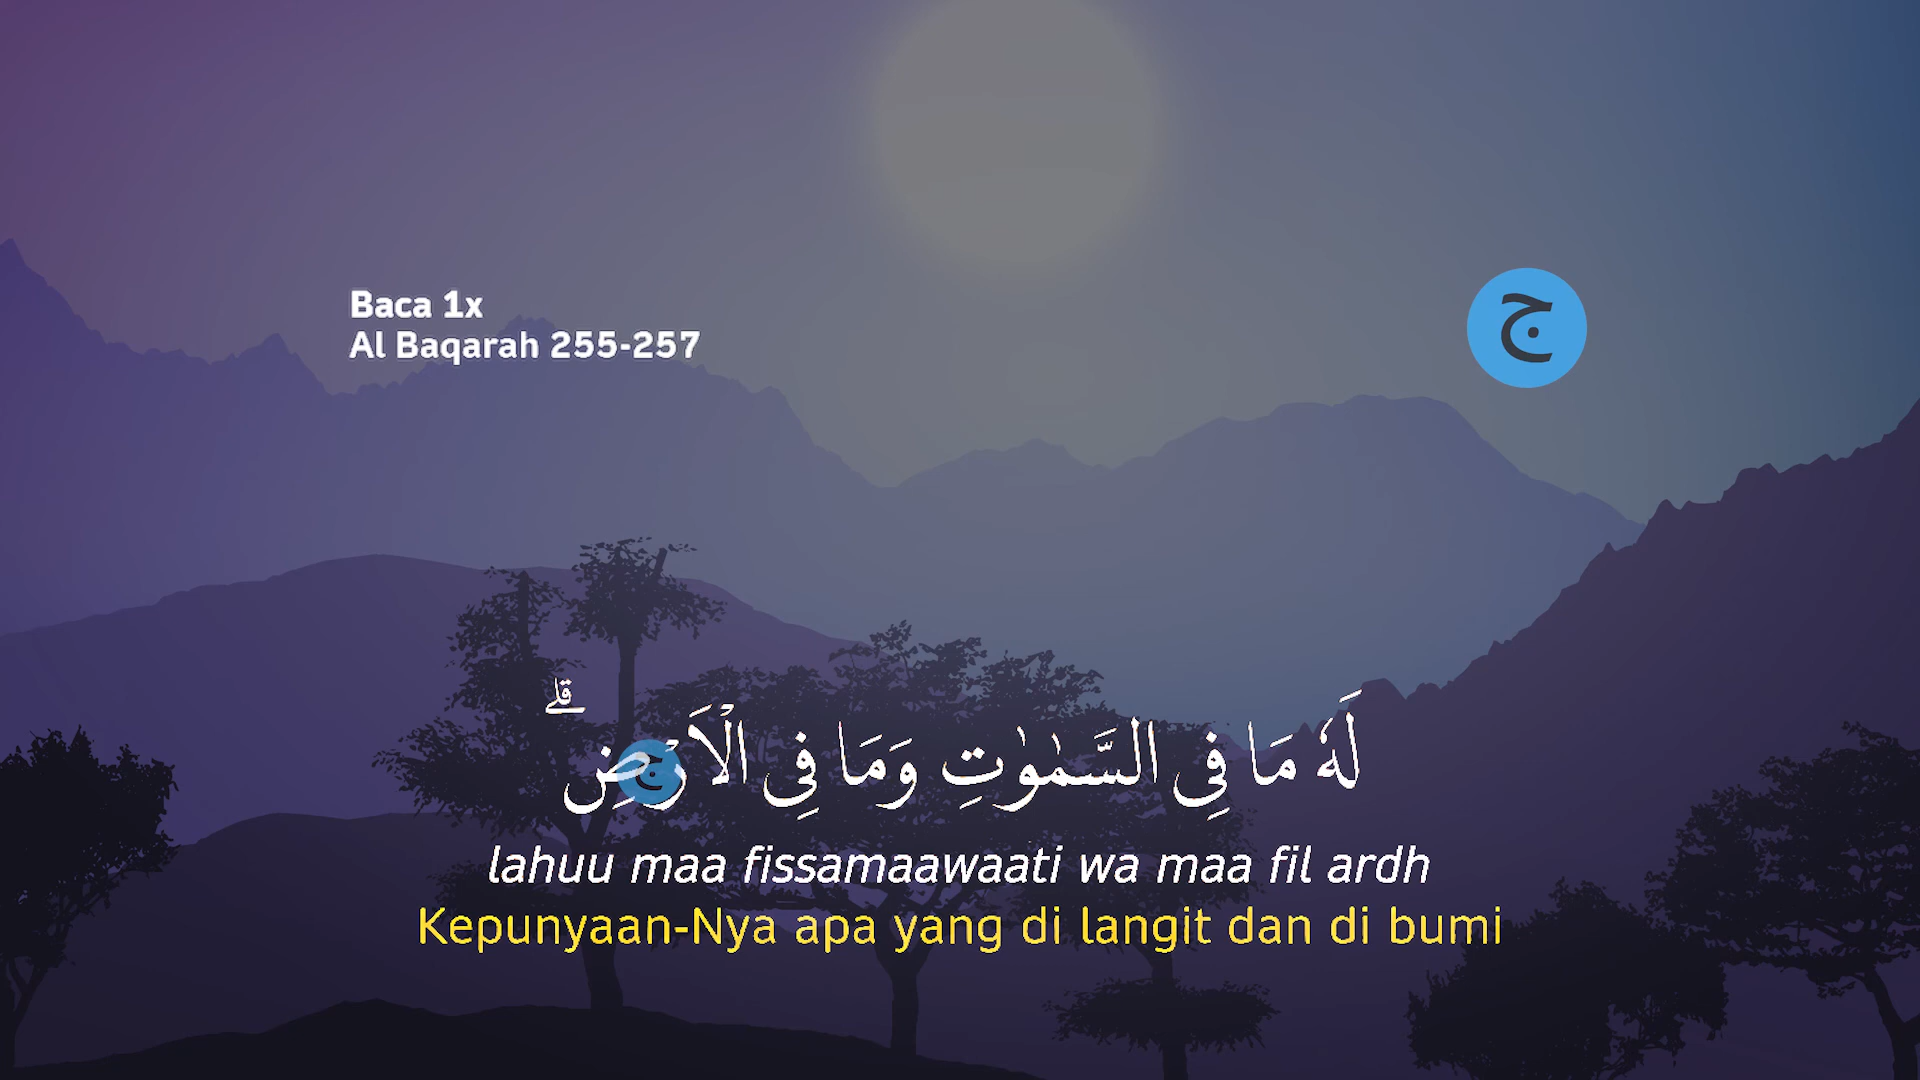 Baca 1x
Al Baqarah 255-257
ج
لَهٗ مَا فِى السَّمٰوٰتِ وَمَا فِى الْاَرْضِۗ
ج
lahuu maa fissamaawaati wa maa fil ardh
Kepunyaan-Nya apa yang di langit dan di bumi